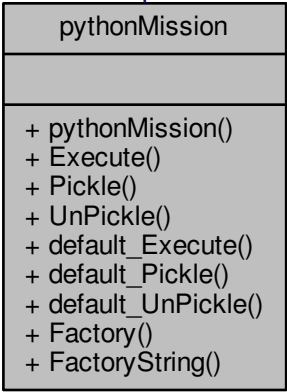 pythonMission
+ pythonMission()
+ Execute()
+ Pickle()
+ UnPickle()
+ default_Execute()
+ default_Pickle()
+ default_UnPickle()
+ Factory()
+ FactoryString()